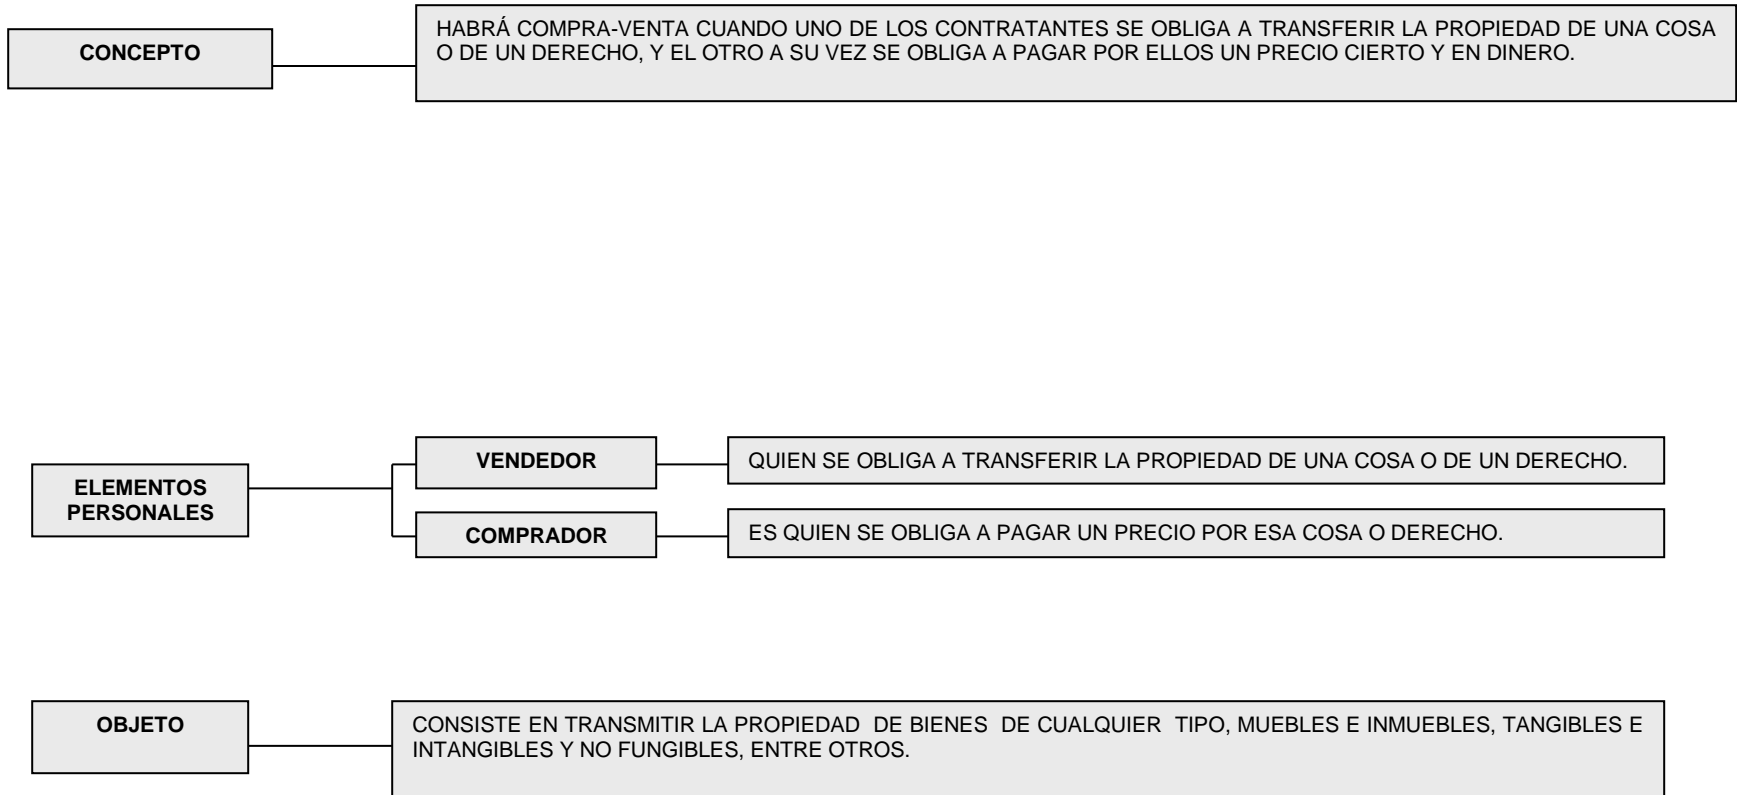 CONCEPTO
HABRÁ COMPRA-VENTA CUANDO UNO DE LOS CONTRATANTES SE OBLIGA A TRANSFERIR LA PROPIEDAD DE UNA COSA
O DE UN DERECHO, Y EL OTRO A SU VEZ SE OBLIGA A PAGAR POR ELLOS UN PRECIO CIERTO Y EN DINERO.
ELEMENTOS
PERSONALES
VENDEDOR
QUIEN SE OBLIGA A TRANSFERIR LA PROPIEDAD DE UNA COSA O DE UN DERECHO.
COMPRADOR
ES QUIEN SE OBLIGA A PAGAR UN PRECIO POR ESA COSA O DERECHO.
OBJETO
CONSISTE EN TRANSMITIR LA PROPIEDAD DE BIENES DE CUALQUIER TIPO, MUEBLES E INMUEBLES, TANGIBLES E
INTANGIBLES Y NO FUNGIBLES, ENTRE OTROS.